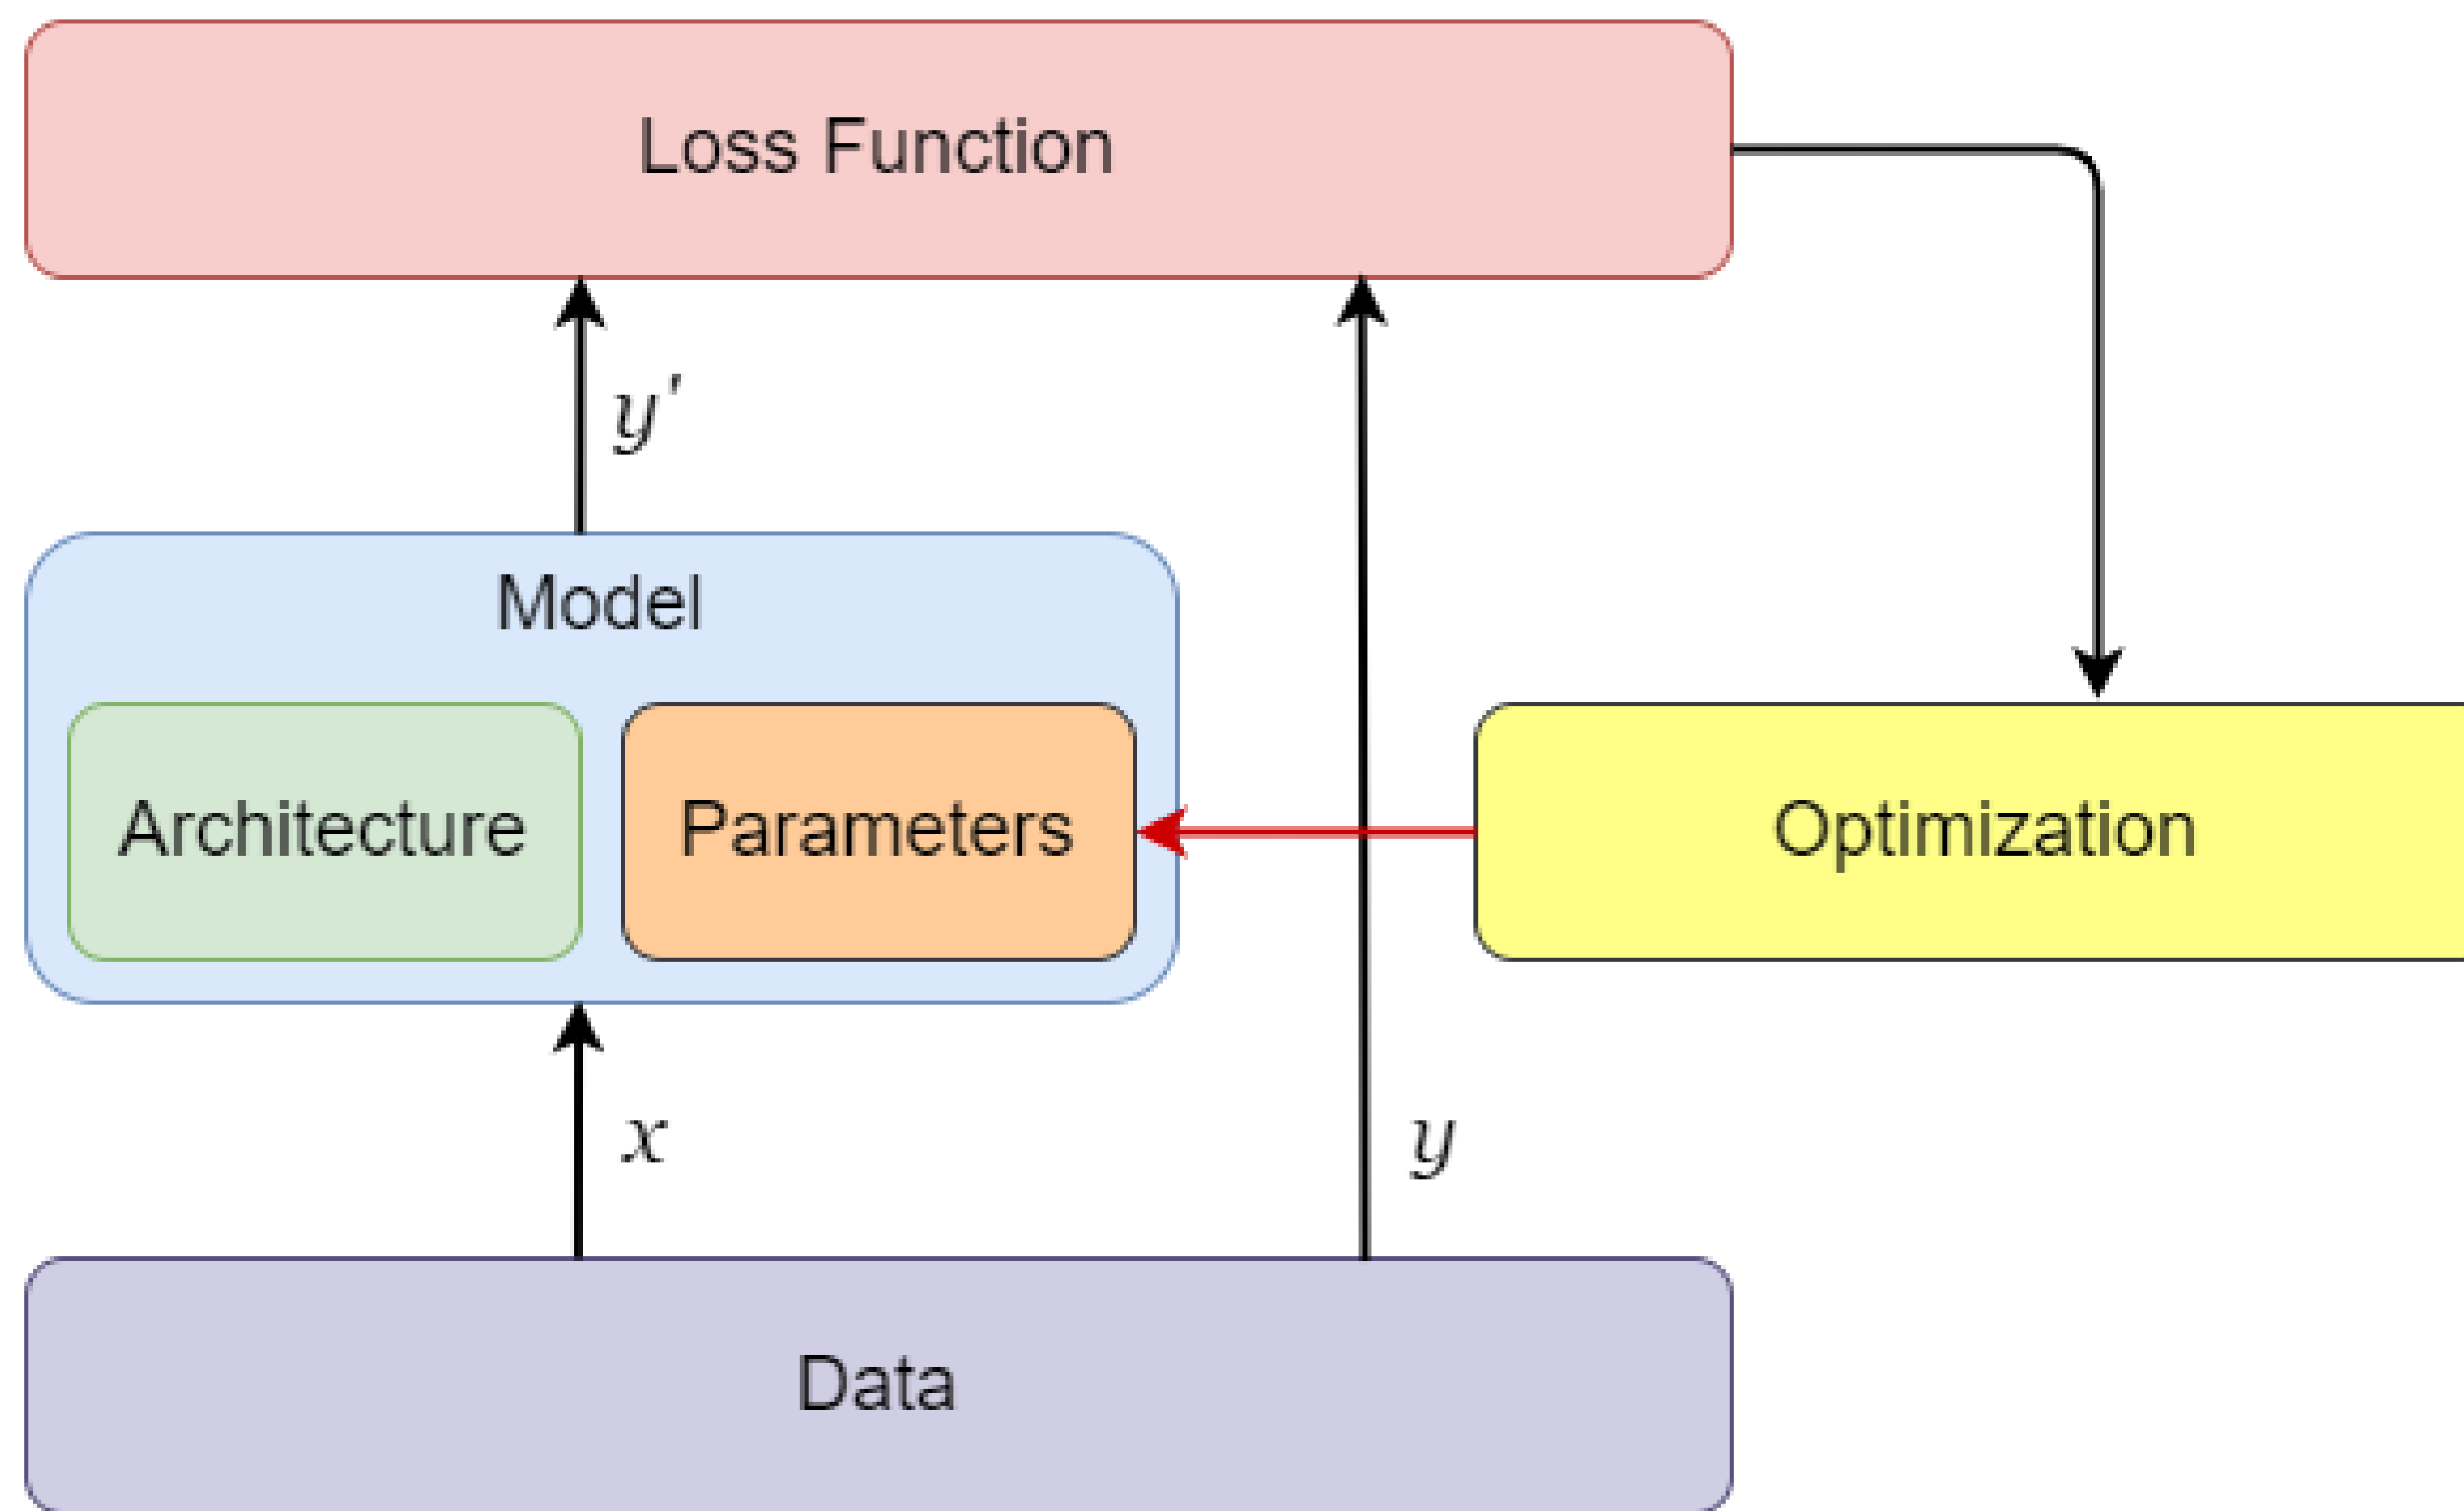 Loss Function
y'
Model
Architecture
Parameters
Optimization
x
y
Data